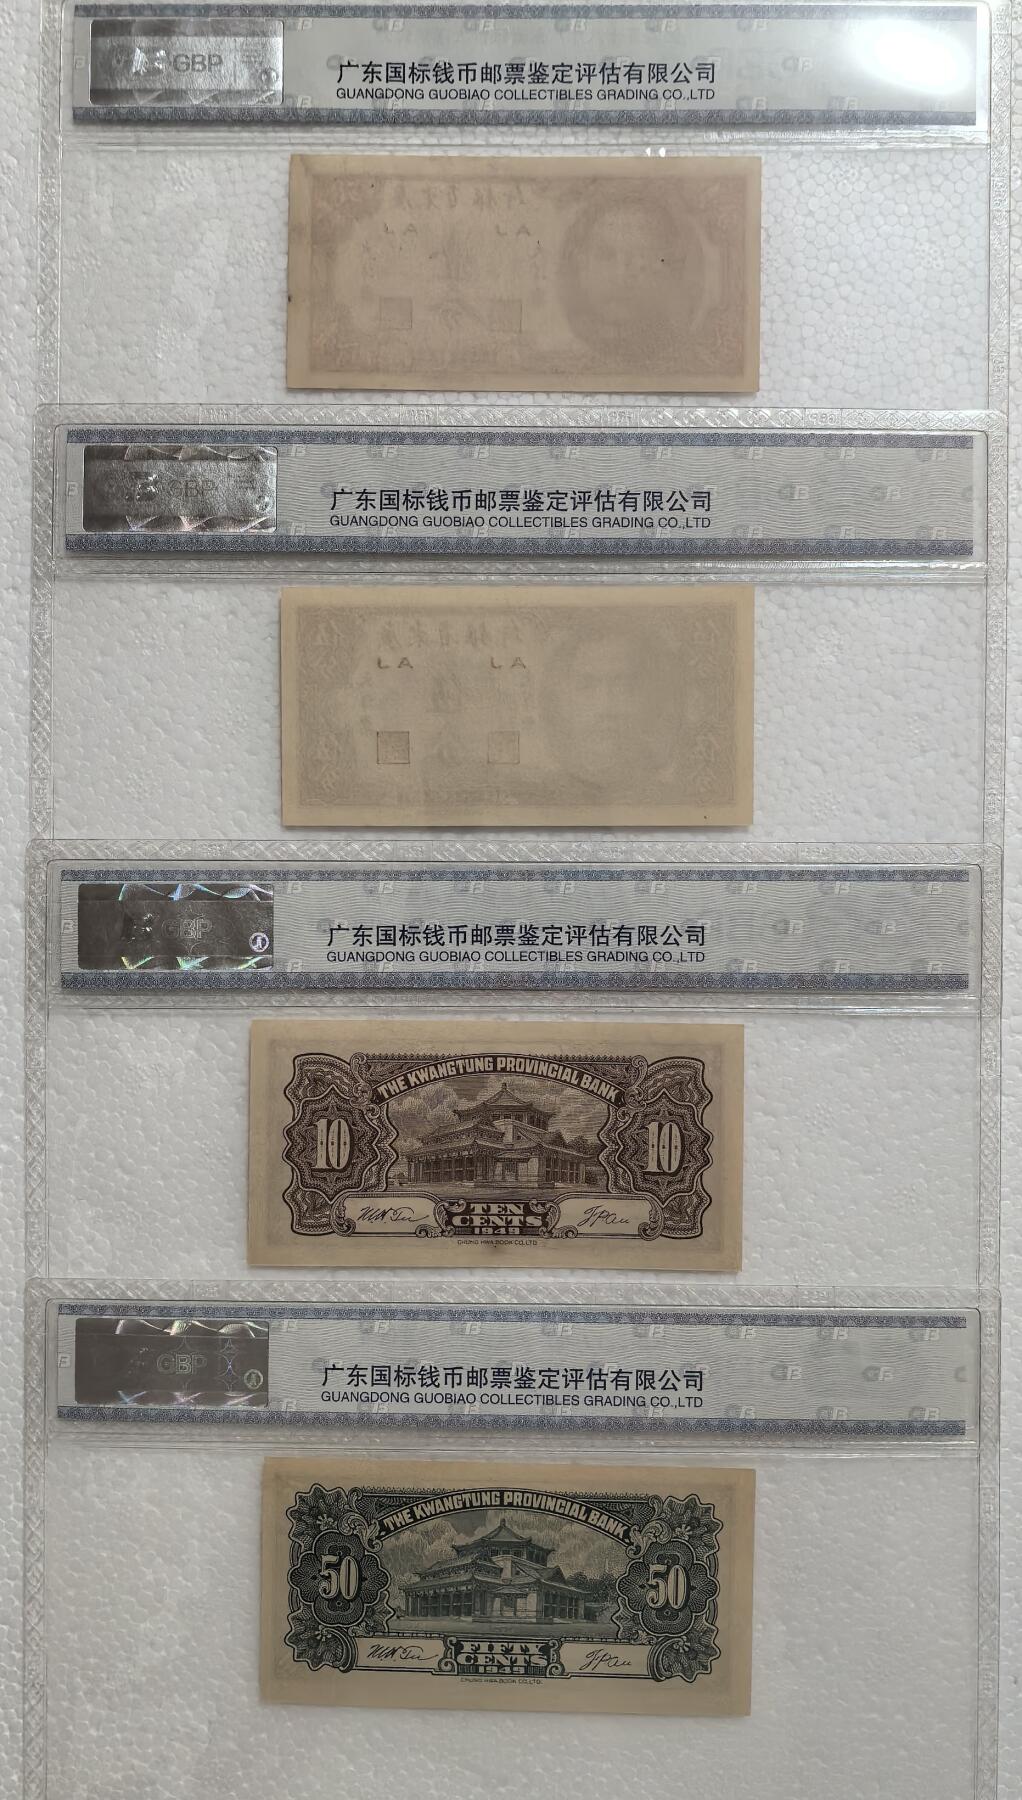 GBP
广东国标钱币邮票鉴定评估有限公司
GUANGDONG GUOBIAO COLLECTIBLES GRADING CO.,LTD
GBP
广东国标钱币邮票鉴定评估有限公司
GUANGDONG GUOBIAO COLLECTIBLES GRADING CO.,LTD
GBP
广东国标钱币邮票鉴定评估有限公司
GUANGDONG GUOBIAO COLLECTIBLES GRADING CO.,LTD
THE KWANGTUNG PROVINCIAL BANK
10 10
TEN
CENTS
1949
CHUNG HWA BOOK CO. LTD.
GBP
广东国标钱币邮票鉴定评估有限公司
GUANGDONG GUOBIAO COLLECTIBLES GRADING CO.,LTD
THE KWANGTUNG PROVINCIAL BANK
50 50
FIFTY
CENTS
1949
CHUNG HWA BOOK CO. LTD.